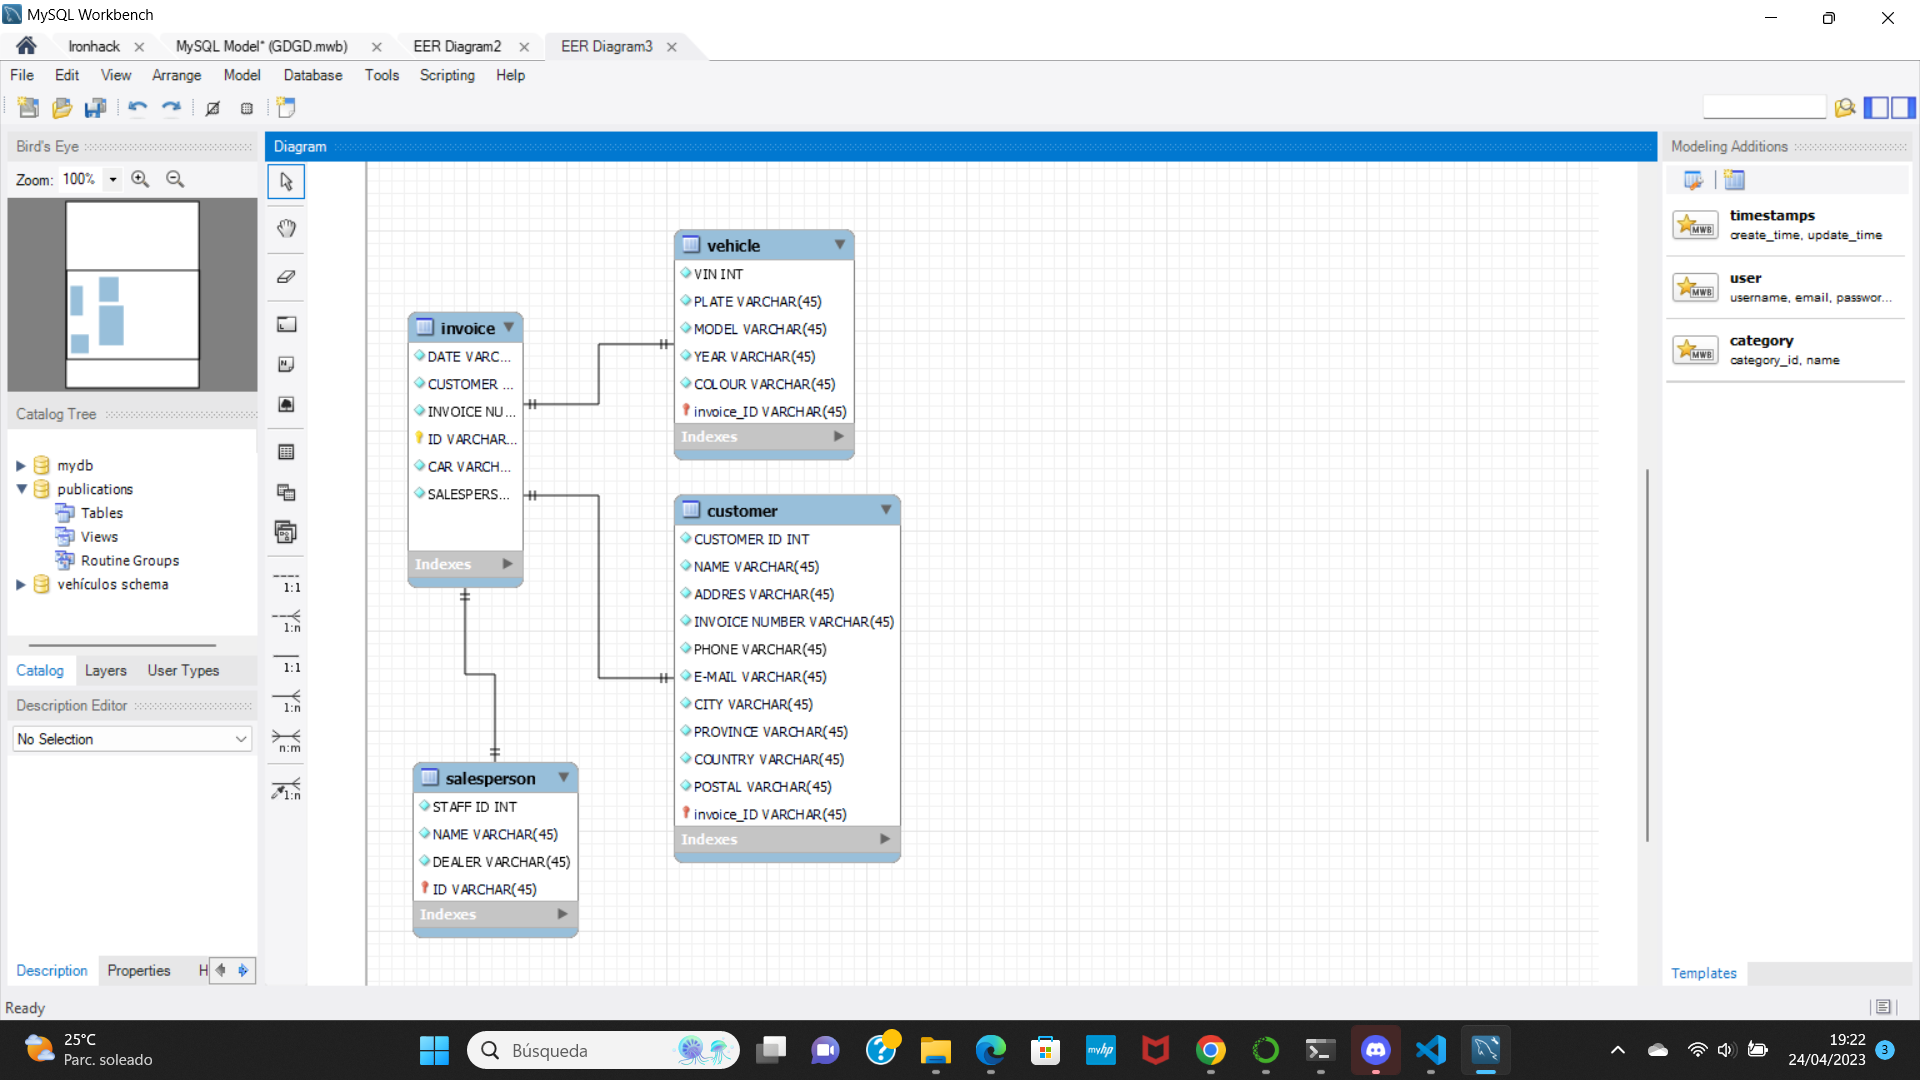 MySQL Workbench
Ironhack
MySQL Model* (GDGD.mwb)
EER Diagram2
EER Diagram3
File Edit View Arrange Model Database Tools Scripting Help
Bird's Eye
Zoom: 100%
Catalog Tree
mydb
publications
Tables
Views
Routine Groups
vehículos schema
Catalog Layers User Types
Description Editor
No Selection
Description Properties H
Diagram
1:1
1:n
1:1
1:n
n:m
1:n
invoice
DATE VARC...
CUSTOMER ...
INVOICE NU...
ID VARCHAR...
CAR VARCH...
SALESPERS...
Indexes
vehicle
VIN INT
PLATE VARCHAR(45)
MODEL VARCHAR(45)
YEAR VARCHAR(45)
COLOUR VARCHAR(45)
invoice_ID VARCHAR(45)
Indexes
customer
CUSTOMER ID INT
NAME VARCHAR(45)
ADDRES VARCHAR(45)
INVOICE NUMBER VARCHAR(45)
PHONE VARCHAR(45)
E-MAIL VARCHAR(45)
CITY VARCHAR(45)
PROVINCE VARCHAR(45)
COUNTRY VARCHAR(45)
POSTAL VARCHAR(45)
invoice_ID VARCHAR(45)
Indexes
salesperson
STAFF ID INT
NAME VARCHAR(45)
DEALER VARCHAR(45)
ID VARCHAR(45)
Indexes
Modeling Additions
MWB
timestamps
create_time, update_time
MWB
user
username, email, passwor...
MWB
category
category_id, name
Templates
Ready
25°C
Parc. soleado
Búsqueda
myhp
19:22
24/04/2023
3